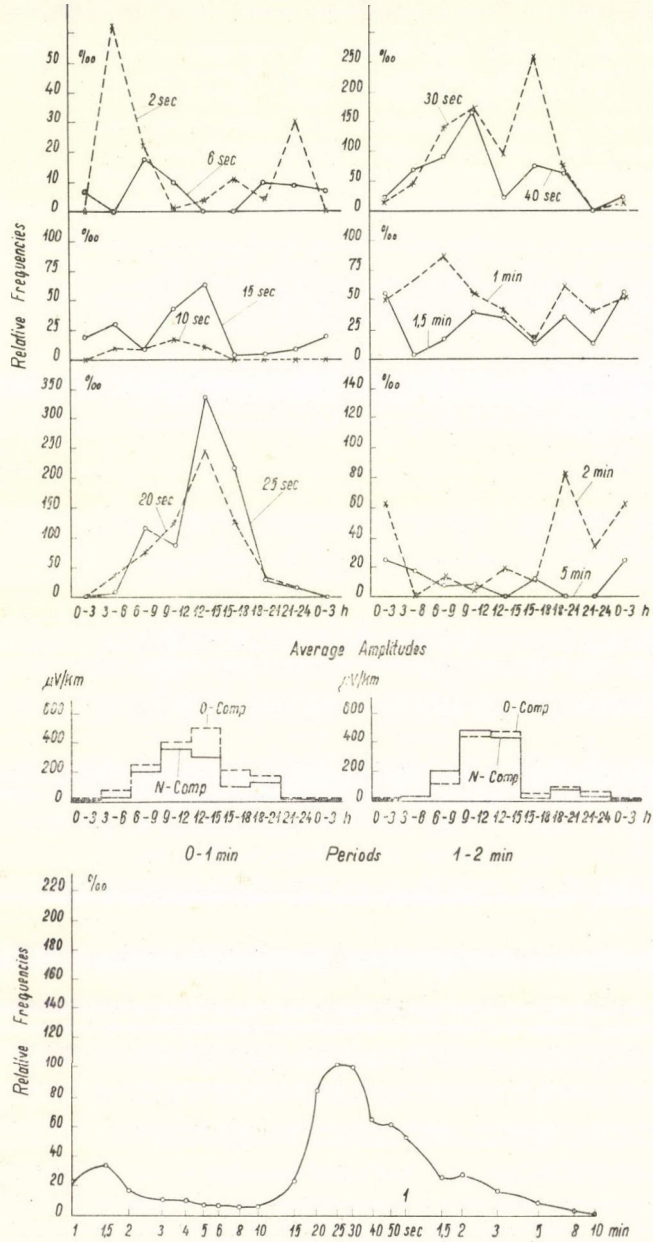 ‰
50
40
30
20
10
0
2 sec
6 sec
‰
250
200
150
100
50
0
30 sec
40 sec
Relative Frequencies
‰
100
75
50
25
0
15 sec
10 sec
‰
100
75
50
25
0
1 min
1,5 min
‰
350
300
250
200
150
100
50
0
20 sec
25 sec
0-3 3-6 6-9 9-12 12-15 15-18 18-21 21-24 0-3 h
‰
140
120
100
80
60
40
20
0
2 min
5 min
0-3 3-6 6-9 9-12 12-15 15-18 18-21 21-24 0-3 h
Average Amplitudes
µV/km
600
400
200
0
O-Comp
N-Comp
0-3 3-6 6-9 9-12 12-15 15-18 18-21 21-24 0-3 h
µV/km
600
400
200
0
O-Comp
N-Comp
0-3 3-6 6-9 9-12 12-15 15-18 18-21 21-24 0-3 h
0-1 min Periods 1-2 min
‰
220
200
180
160
140
120
100
80
60
40
20
0
Relative Frequencies
1
1 1,5 2 3 4 5 6 8 10 15 20 25 30 40 50 sec 1,5 2 3 5 8 10 min